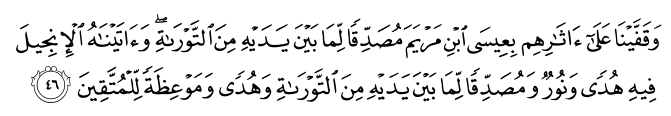 وَقَفَّيۡنَا عَلَىٰٓ ءَاثَٰرِهِم بِعِيسَى ٱبۡنِ مَرۡيَمَ مُصَدِّقٗا لِّمَا بَيۡنَ يَدَيۡهِ مِنَ ٱلتَّوۡرَىٰةِۖ وَءَاتَيۡنَٰهُ ٱلۡإِنجِيلَ
فِيهِ هُدٗى وَنُورٞ وَمُصَدِّقٗا لِّمَا بَيۡنَ يَدَيۡهِ مِنَ ٱلتَّوۡرَىٰةِ وَهُدٗى وَمَوۡعِظَةٗ لِّلۡمُتَّقِينَ ٤٦